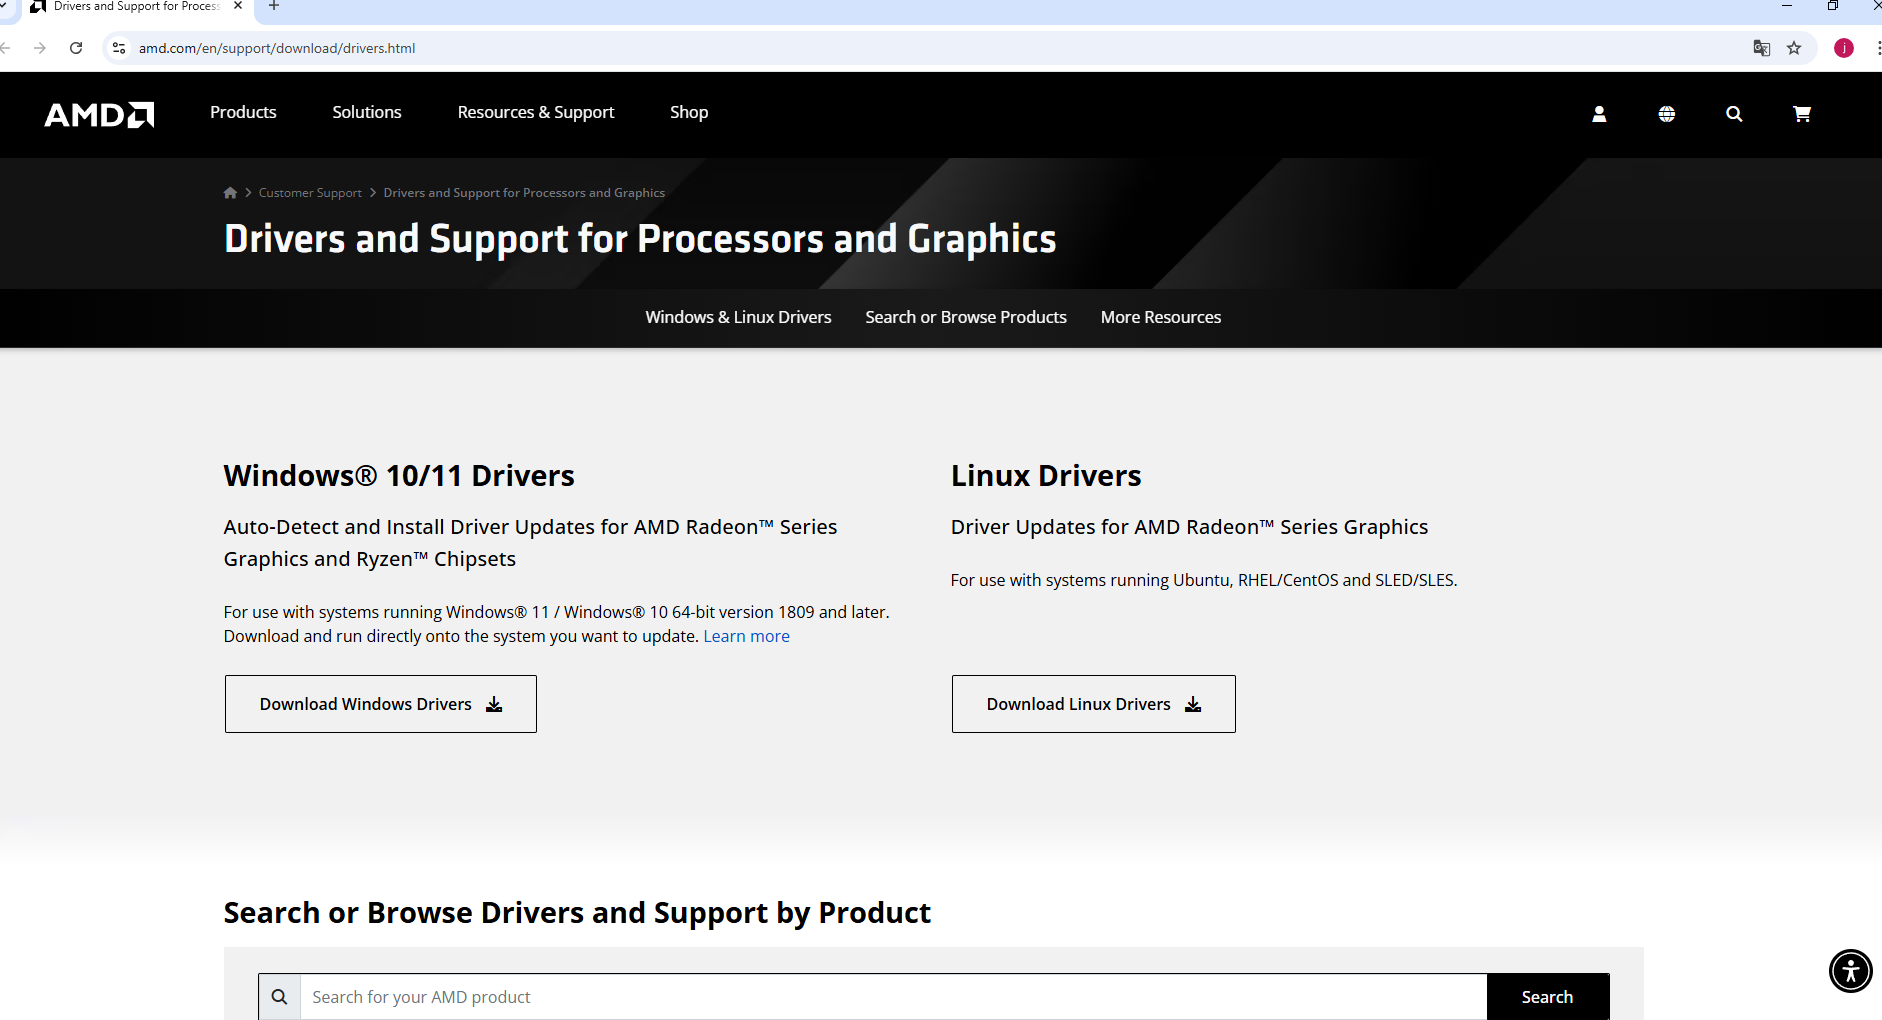 Drivers and Support for Process
amd.com/en/support/download/drivers.html
j
AMD
Products
Solutions
Resources & Support
Shop
Customer Support
Drivers and Support for Processors and Graphics
Drivers and Support for Processors and Graphics
Windows & Linux Drivers
Search or Browse Products
More Resources
Windows® 10/11 Drivers
Auto-Detect and Install Driver Updates for AMD Radeon™ Series
Graphics and Ryzen™ Chipsets
For use with systems running Windows® 11 / Windows® 10 64-bit version 1809 and later.
Download and run directly onto the system you want to update. Learn more
Download Windows Drivers
Linux Drivers
Driver Updates for AMD Radeon™ Series Graphics
For use with systems running Ubuntu, RHEL/CentOS and SLED/SLES.
Download Linux Drivers
Search or Browse Drivers and Support by Product
Search for your AMD product
Search